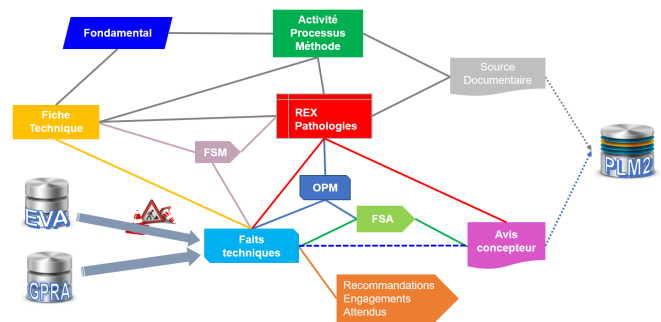 Activité
Processus
Méthode
Fondamental
Source
Documentaire
Fiche
Technique
REX
Pathologies
FSM
PLM2
OPM
EVA
FSA
Faits
techniques
Avis
concepteur
GPRA
Recommandations
Engagements
Attendus